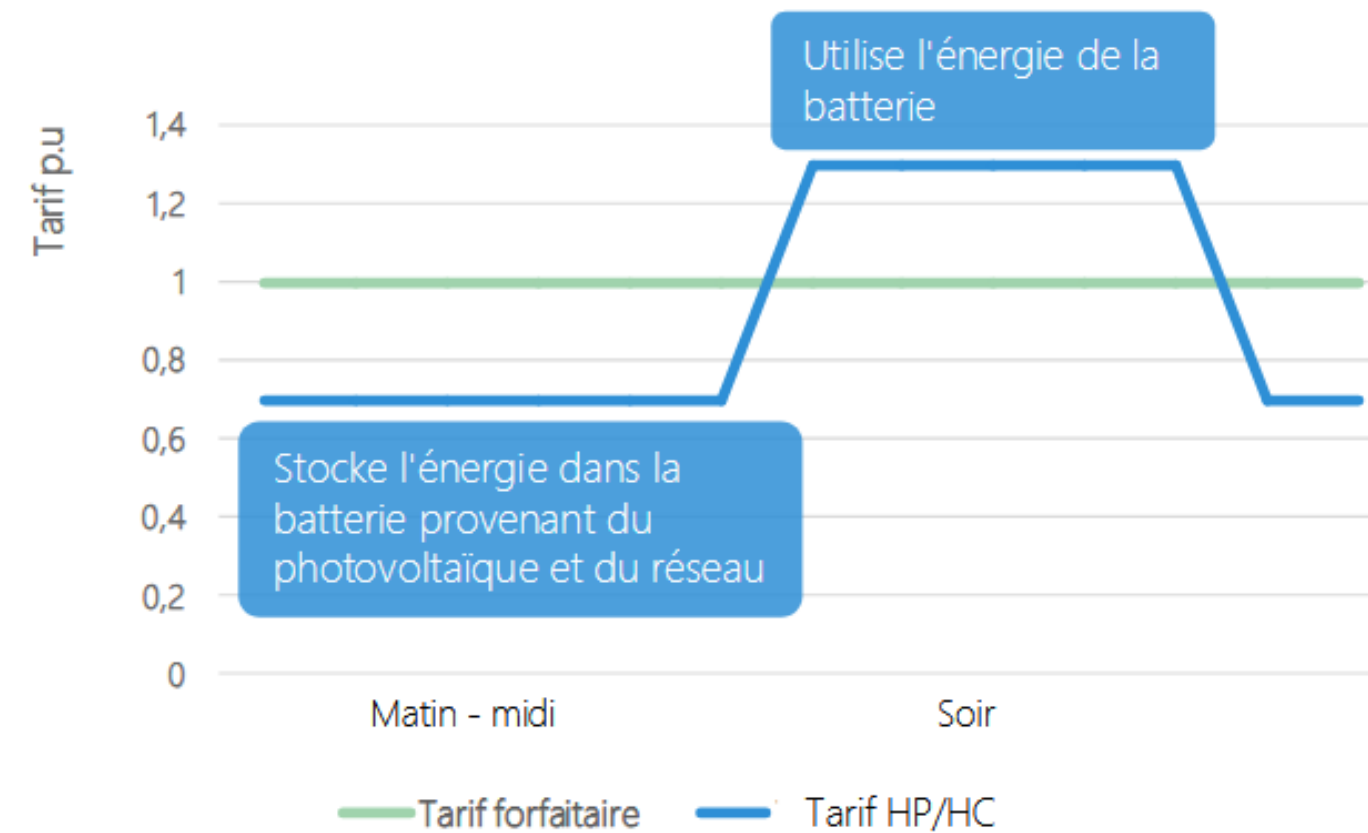 Utilise l'énergie de la
batterie
Tarif p.u
1,4
1,2
1
0,8
0,6
0,4
0,2
0
Stocke l'énergie dans la
batterie provenant du
photovoltaïque et du réseau
Matin - midi
Soir
Tarif forfaitaire
Tarif HP/HC